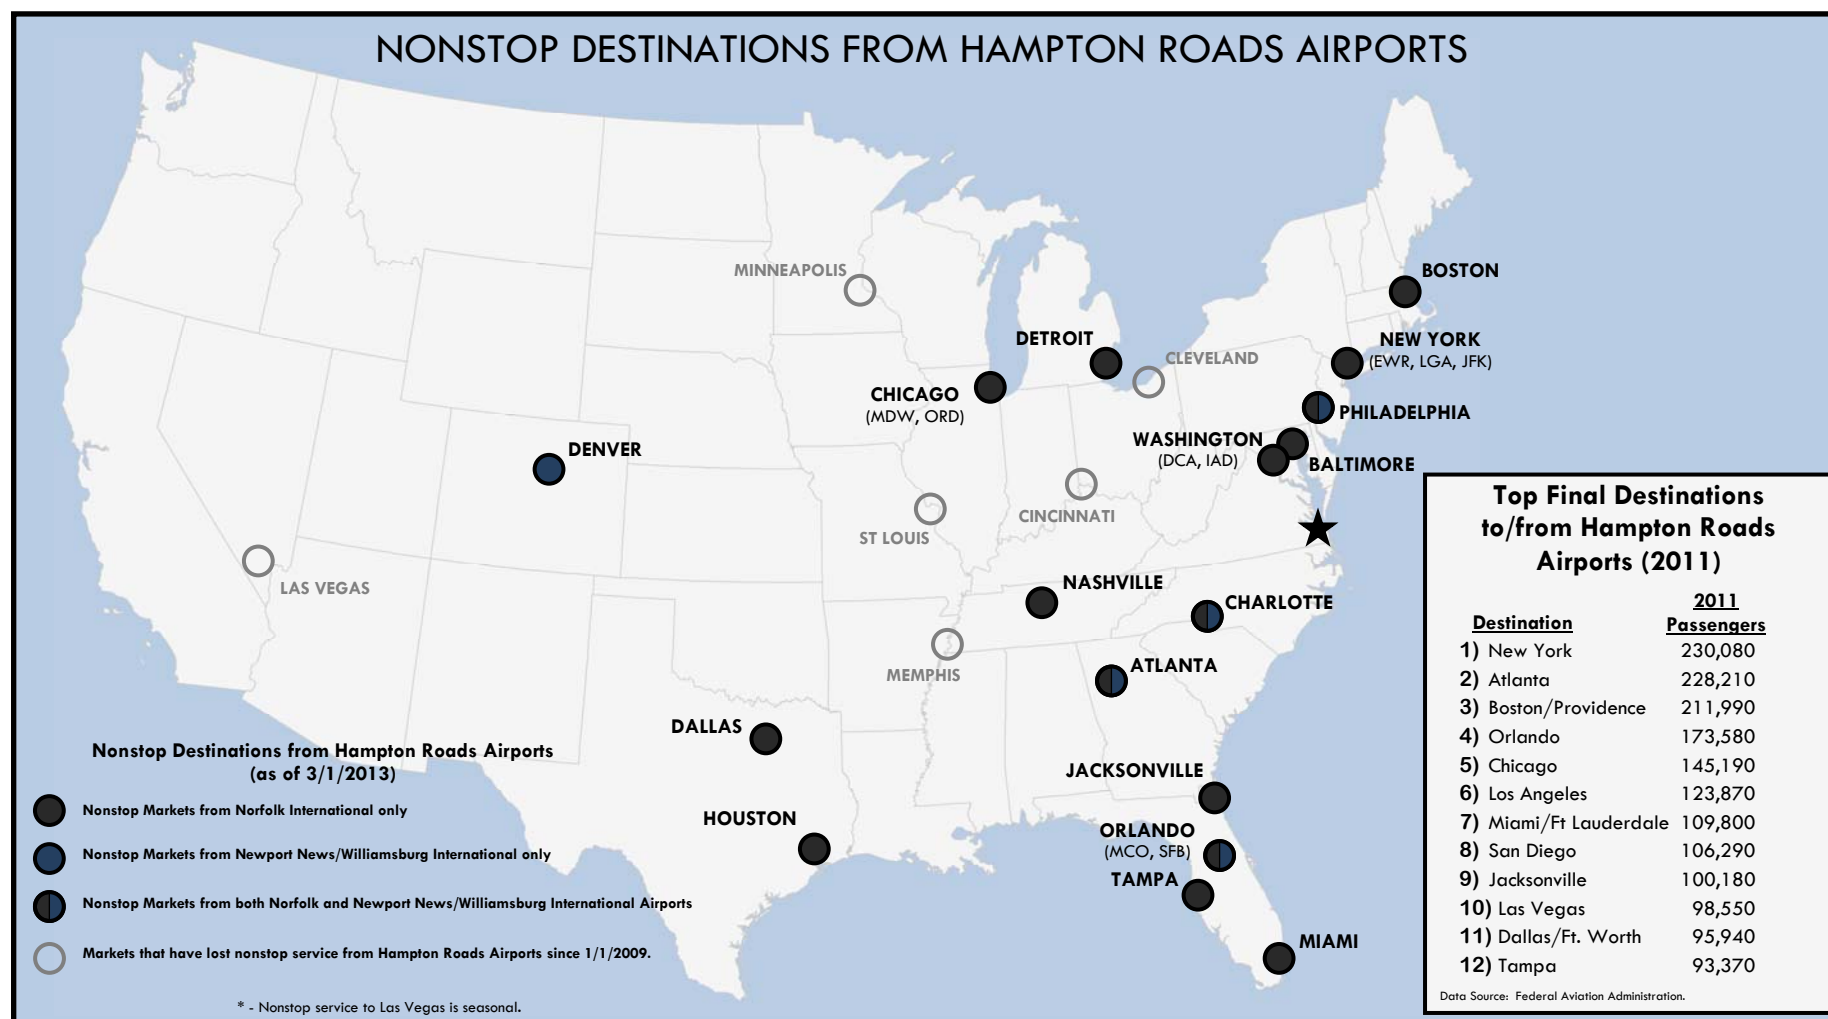 NONSTOP DESTINATIONS FROM HAMPTON ROADS AIRPORTS
MINNEAPOLIS
BOSTON
DETROIT
NEW YORK
(EWR, LGA, JFK)
CLEVELAND
CHICAGO
(MDW, ORD)
PHILADELPHIA
WASHINGTON
(DCA, IAD)
BALTIMORE
DENVER
CINCINNATI
ST LOUIS
LAS VEGAS
NASHVILLE
CHARLOTTE
MEMPHIS
ATLANTA
DALLAS
JACKSONVILLE
HOUSTON
ORLANDO
(MCO, SFB)
TAMPA
MIAMI
Nonstop Destinations from Hampton Roads Airports
(as of 3/1/2013)
Nonstop Markets from Norfolk International only
Nonstop Markets from Newport News/Williamsburg International only
Nonstop Markets from both Norfolk and Newport News/Williamsburg International Airports
Markets that have lost nonstop service from Hampton Roads Airports since 1/1/2009.
* - Nonstop service to Las Vegas is seasonal.
Top Final Destinations
to/from Hampton Roads
Airports (2011)
2011
Destination Passengers
1) New York 230,080
2) Atlanta 228,210
3) Boston/Providence 211,990
4) Orlando 173,580
5) Chicago 145,190
6) Los Angeles 123,870
7) Miami/Ft Lauderdale 109,800
8) San Diego 106,290
9) Jacksonville 100,180
10) Las Vegas 98,550
11) Dallas/Ft. Worth 95,940
12) Tampa 93,370
Data Source: Federal Aviation Administration.